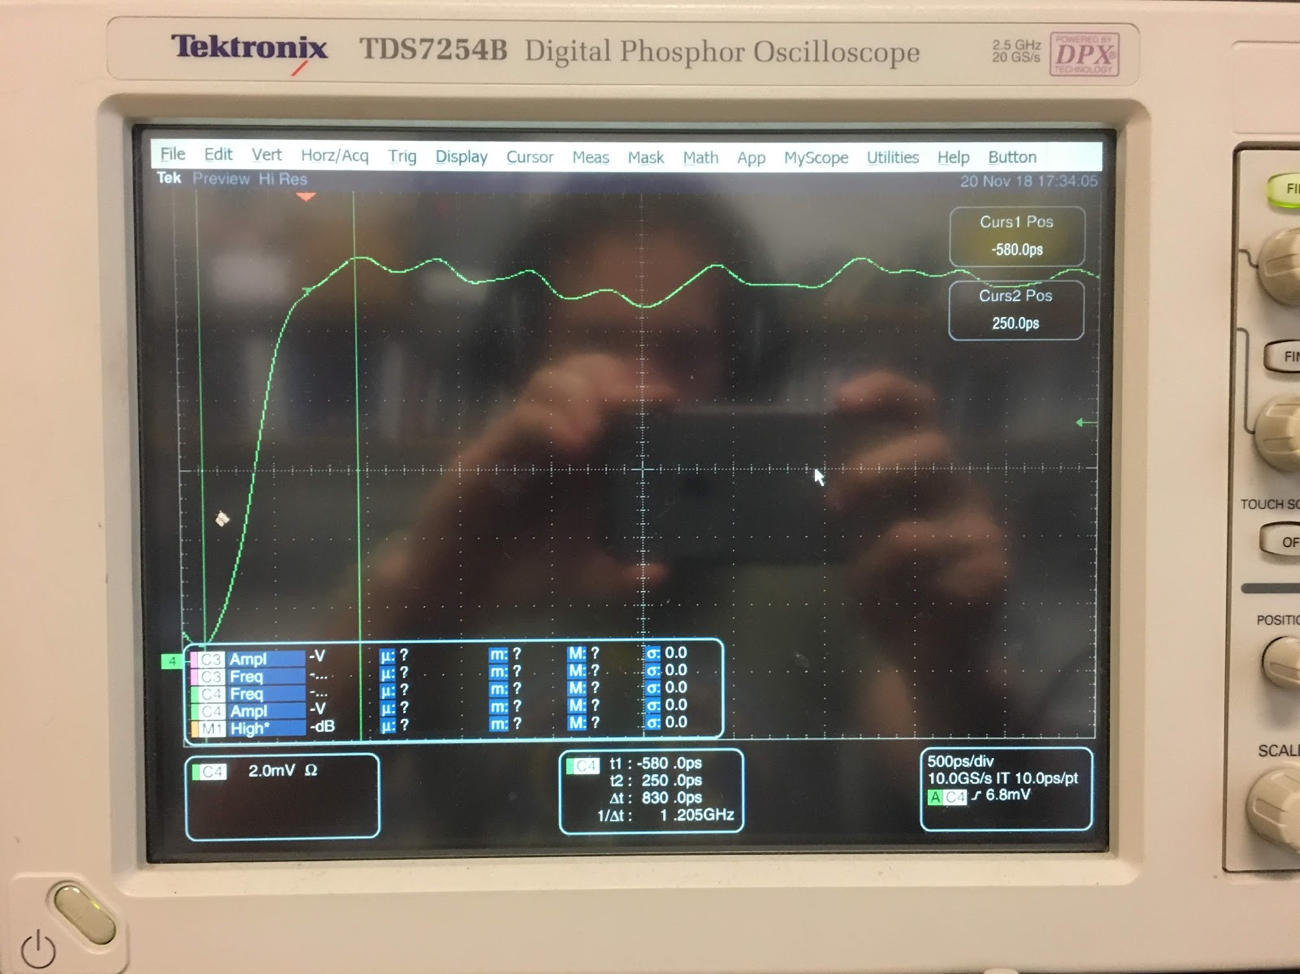 Tektronix TDS7254B Digital Phosphor Oscilloscope
2.5 GHz
20 GS/s
POWERED BY
DPX
TECHNOLOGY
File Edit Vert Horz/Acq Trig Display Cursor Meas Mask Math App MyScope Utilities Help Button
Tek Preview Hi Res 20 Nov 18 17:34:05
Curs1 Pos
-580.0ps
Curs2 Pos
250.0ps
4
C3 Ampl -V µ: ? m: ? M: ? σ: 0.0
C3 Freq -... µ: ? m: ? M: ? σ: 0.0
C4 Freq -... µ: ? m: ? M: ? σ: 0.0
C4 Ampl -V µ: ? m: ? M: ? σ: 0.0
M1 High* -dB µ: ? m: ? M: ? σ: 0.0
C4 2.0mV Ω
C4 t1 : -580 .0ps
t2 : 250 .0ps
Δt : 830 .0ps
1/Δt : 1 .205GHz
500ps/div
10.0GS/s IT 10.0ps/pt
A C4 6.8mV
TOUCH SC
OF
POSITIO
SCAL